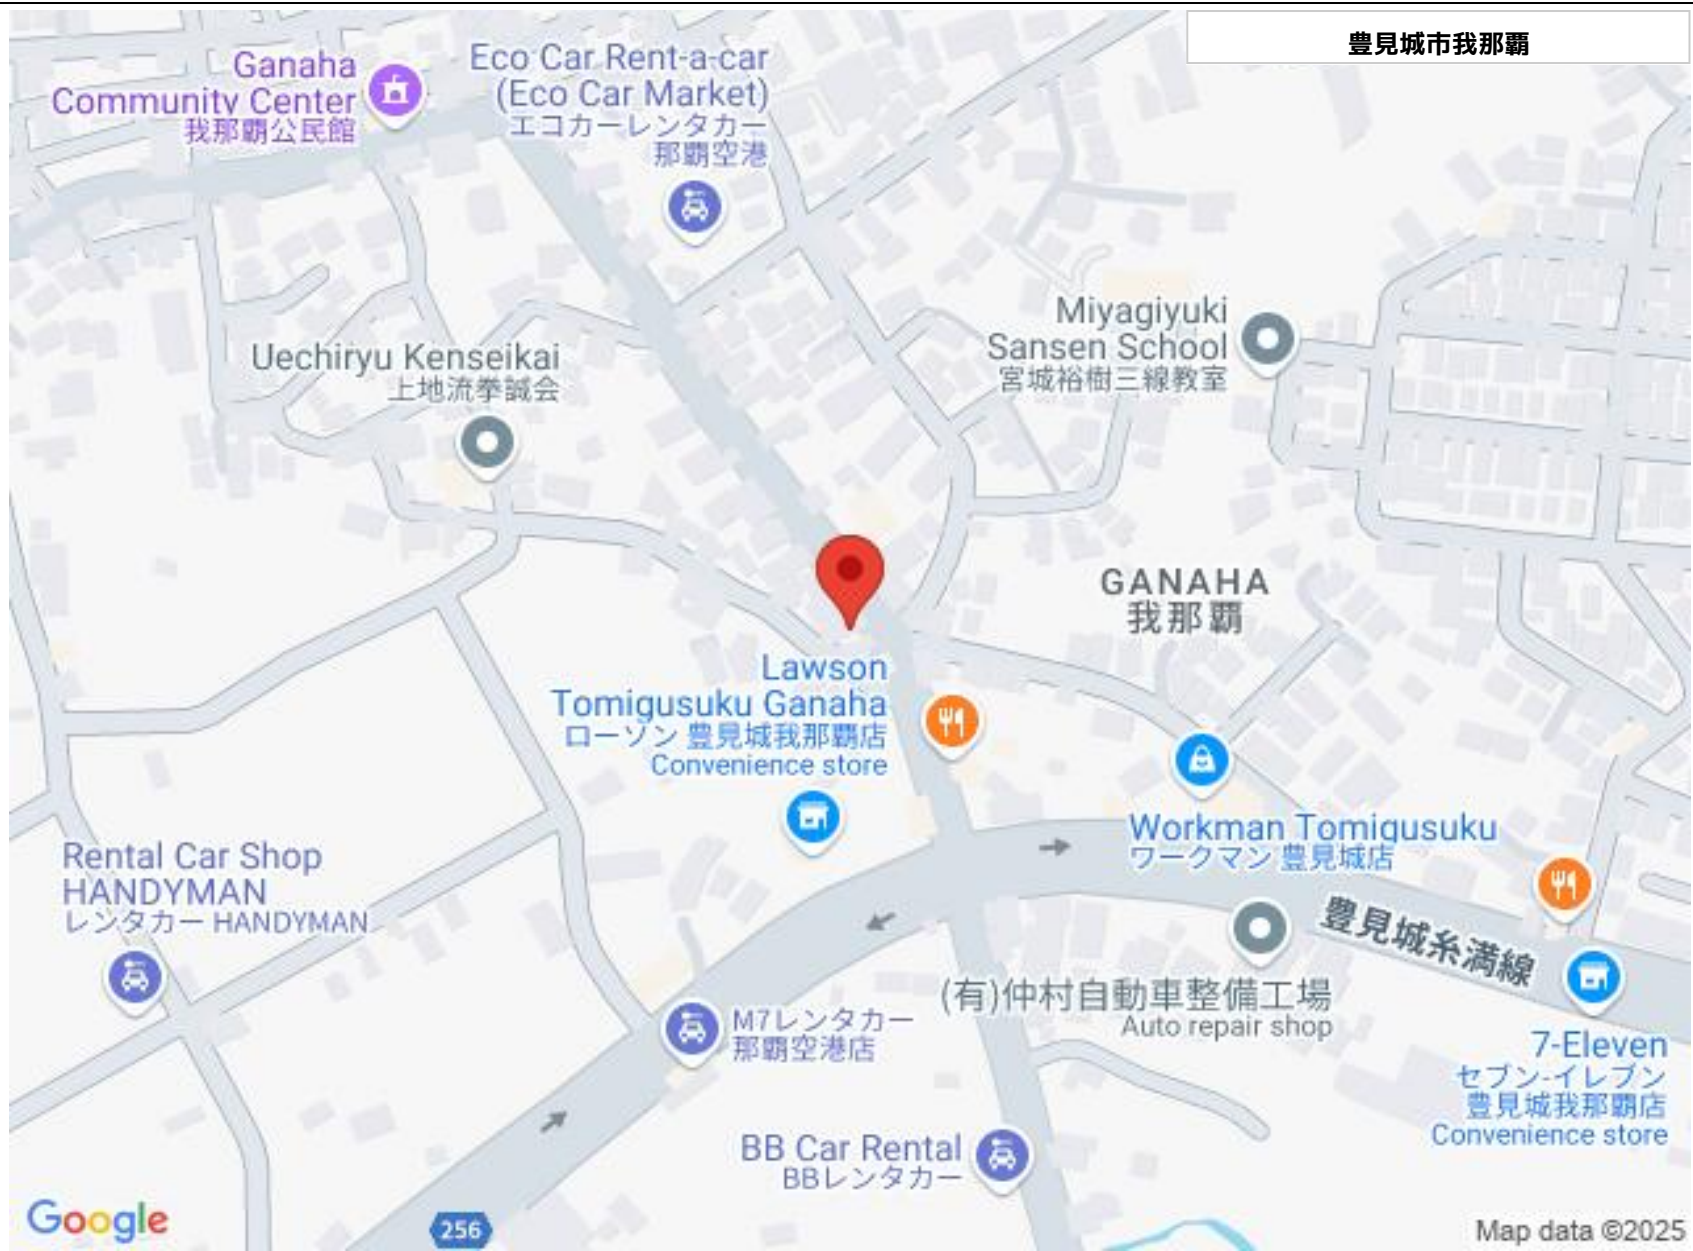 豊見城市我那覇
Ganaha
Community Center
我那覇公民館
Eco Car Rent-a-car
(Eco Car Market)
エコカーレンタカー
那覇空港
Miyagiyuki
Sansen School
宮城裕樹三線教室
Uechiryu Kenseikai
上地流拳誠会
GANAHA
我那覇
Lawson
Tomigusuku Ganaha
ローソン 豊見城我那覇店
Convenience store
Workman Tomigusuku
ワークマン 豊見城店
Rental Car Shop
HANDYMAN
レンタカー HANDYMAN
豊見城糸満線
(有)仲村自動車整備工場
Auto repair shop
M7レンタカー
那覇空港店
7-Eleven
セブン-イレブン
豊見城我那覇店
Convenience store
BB Car Rental
BBレンタカー
256
Google
Map data ©2025